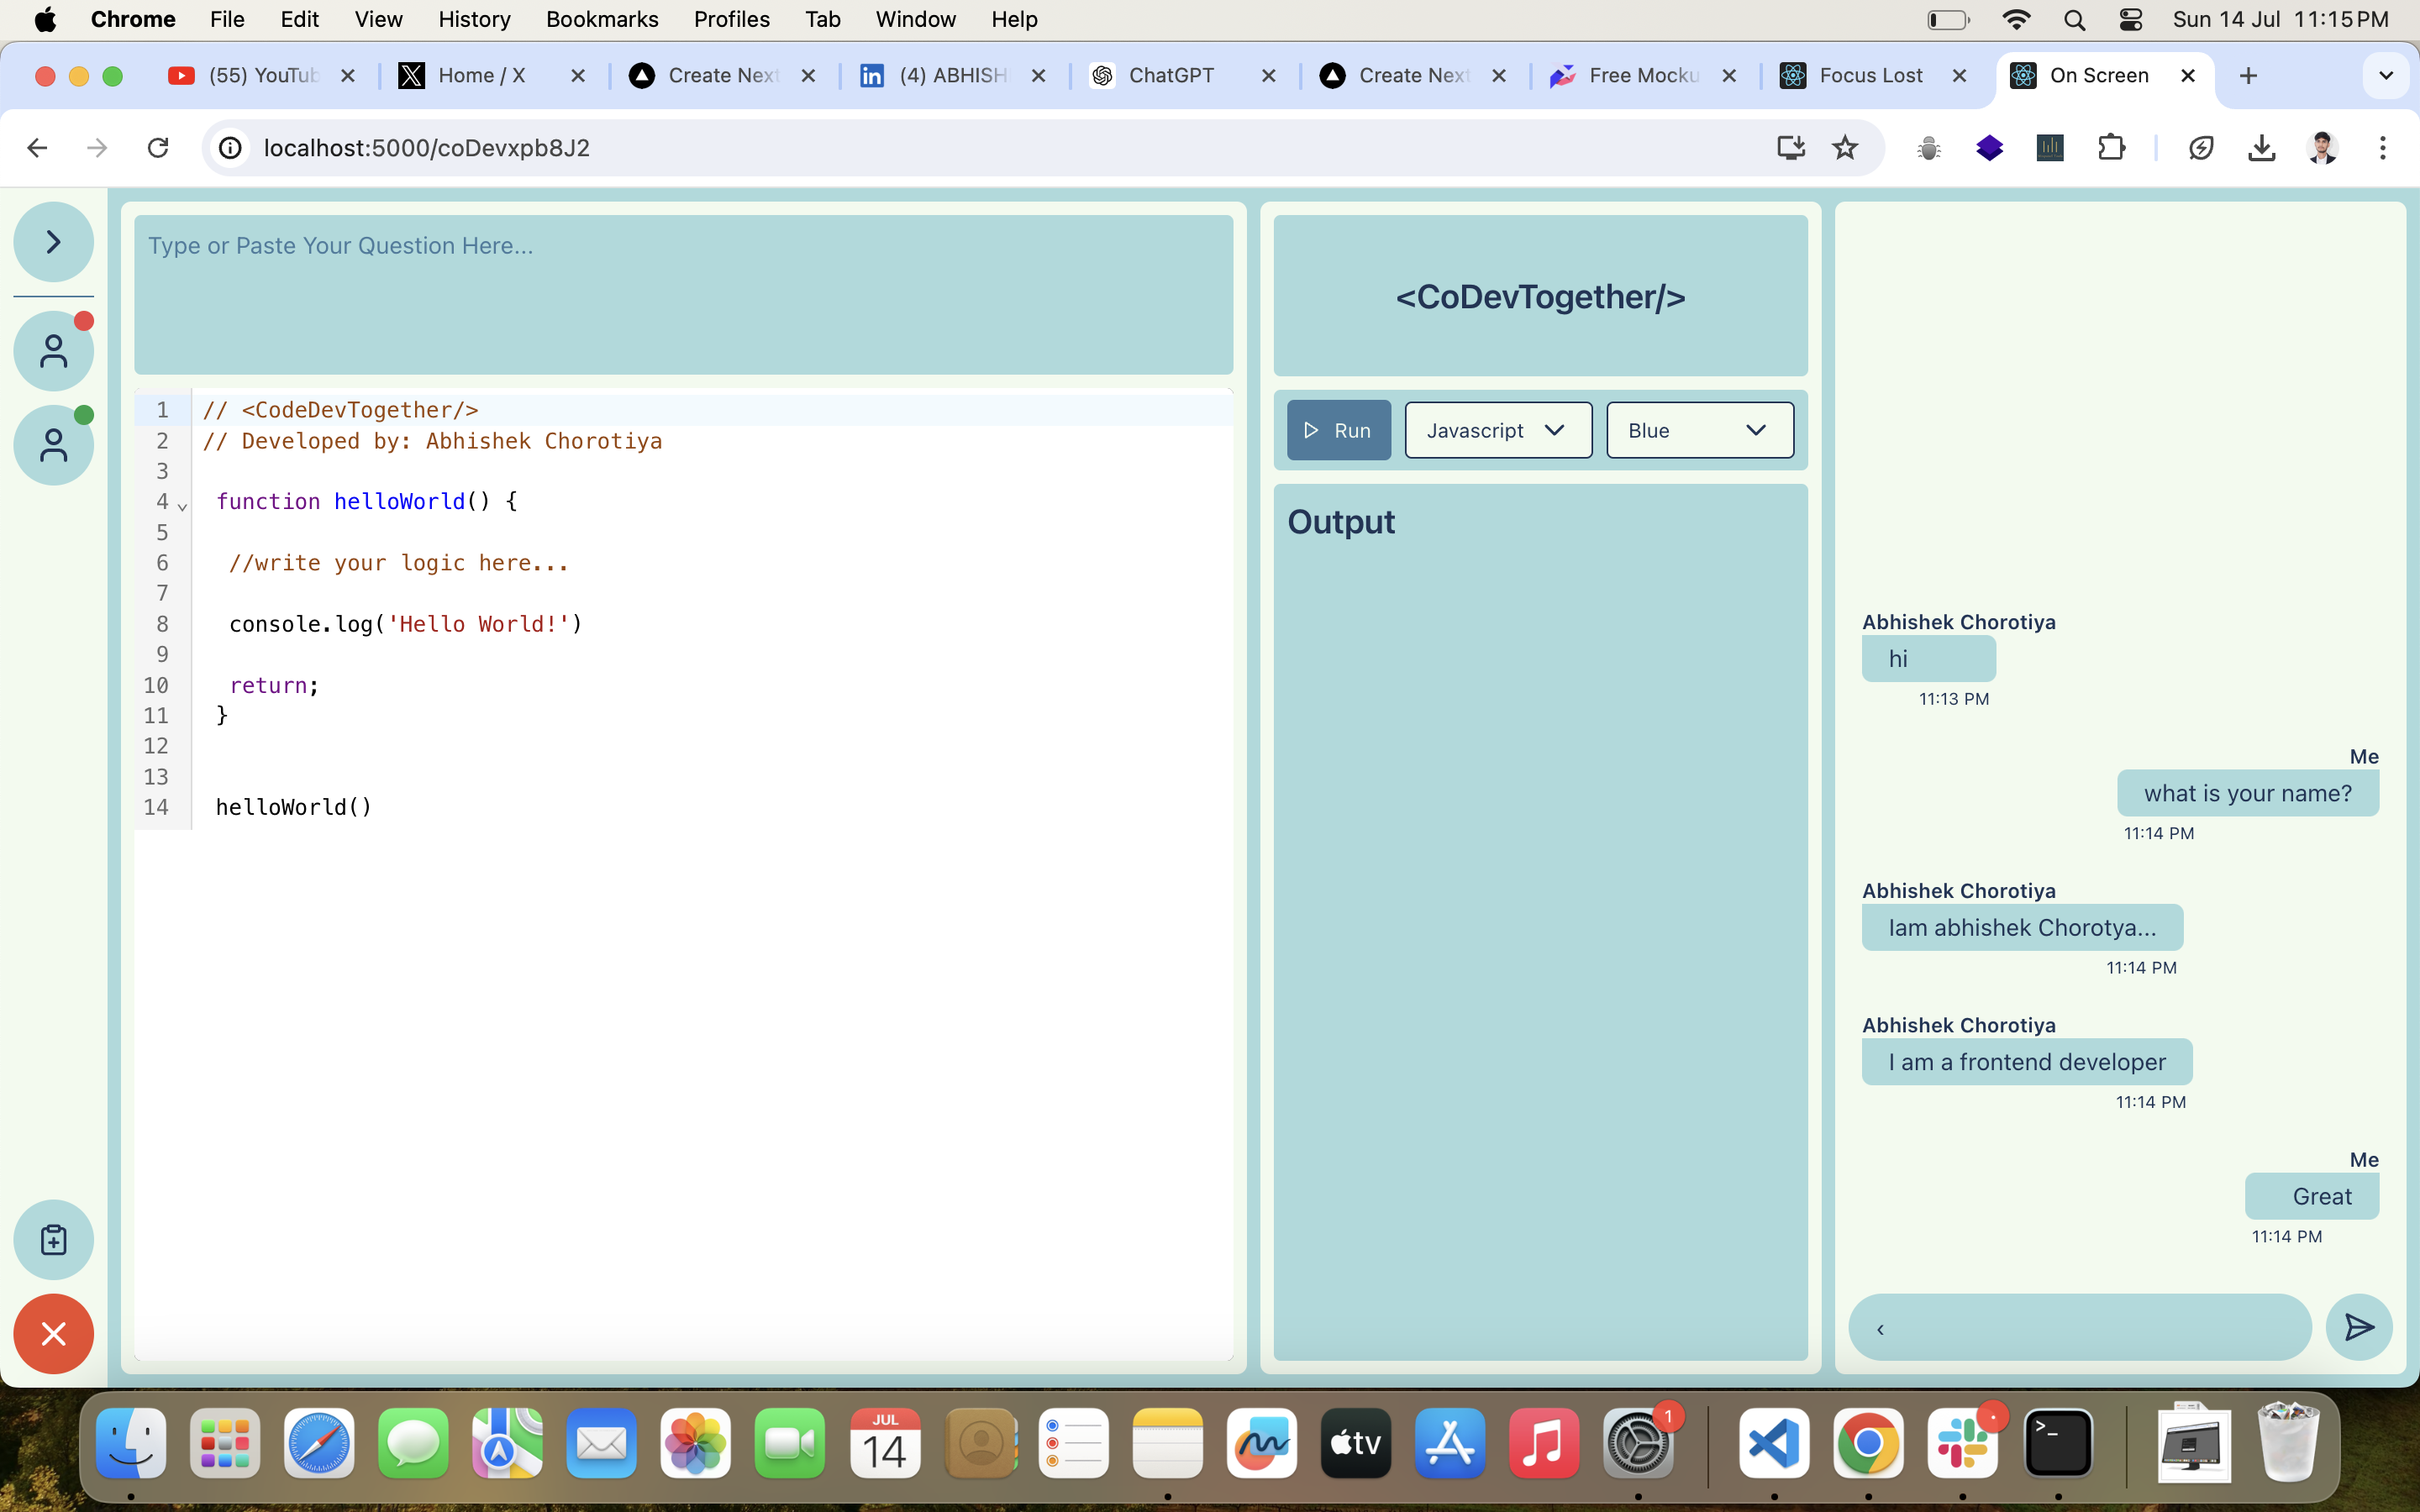 Chrome File Edit View History Bookmarks Profiles Tab Window Help Sun 14 Jul 11:15 PM
(55) YouTub Home / X Create Next (4) ABHISH ChatGPT Create Next Free Mocku Focus Lost On Screen
localhost:5000/coDevxpb8J2
Type or Paste Your Question Here...
1 // <CodeDevTogether/>
2 // Developed by: Abhishek Chorotiya
3
4 function helloWorld() {
5
6 //write your logic here...
7
8 console.log('Hello World!')
9
10 return;
11 }
12
13
14 helloWorld()
<CoDevTogether/>
Run Javascript Blue
Output
Abhishek Chorotiya
hi
11:13 PM
Me
what is your name?
11:14 PM
Abhishek Chorotiya
Iam abhishek Chorotya...
11:14 PM
Abhishek Chorotiya
I am a frontend developer
11:14 PM
Me
Great
11:14 PM
‹
JUL
14
tv
1
>_